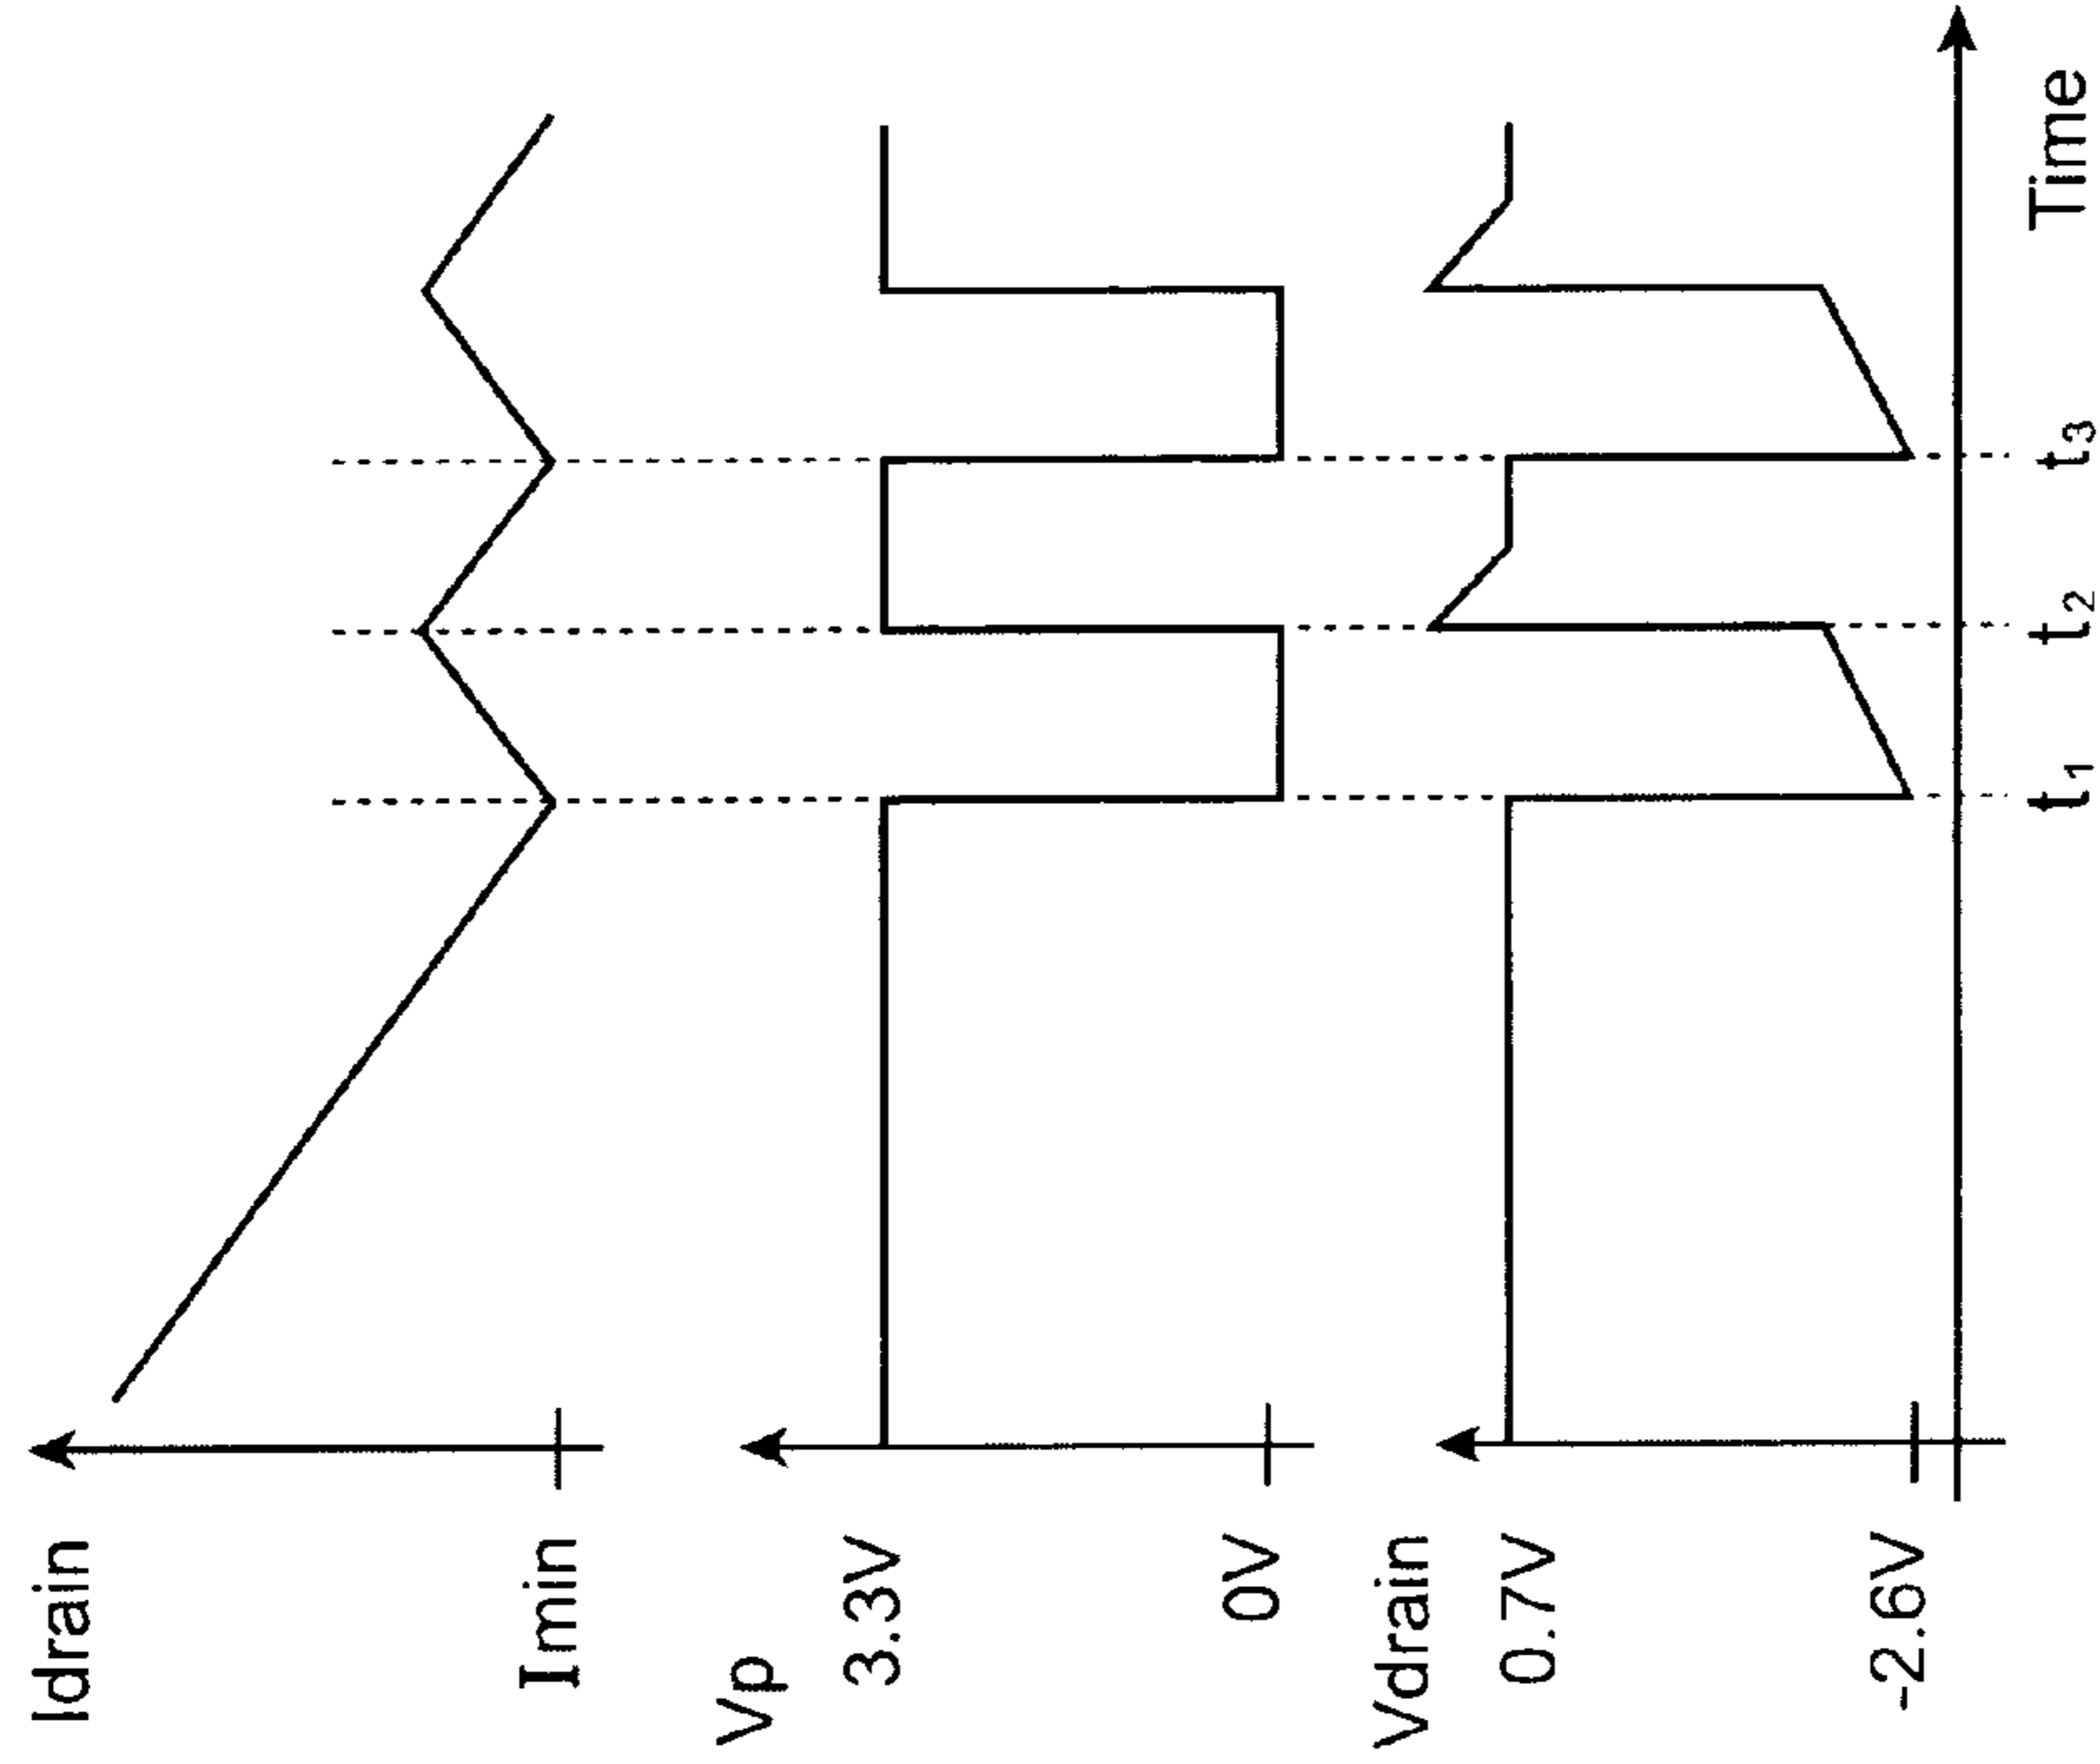 Idrain
Imin
Vp
3.3V
0V
Vdrain
0.7V
-2.6V
t1 t2 t3 Time